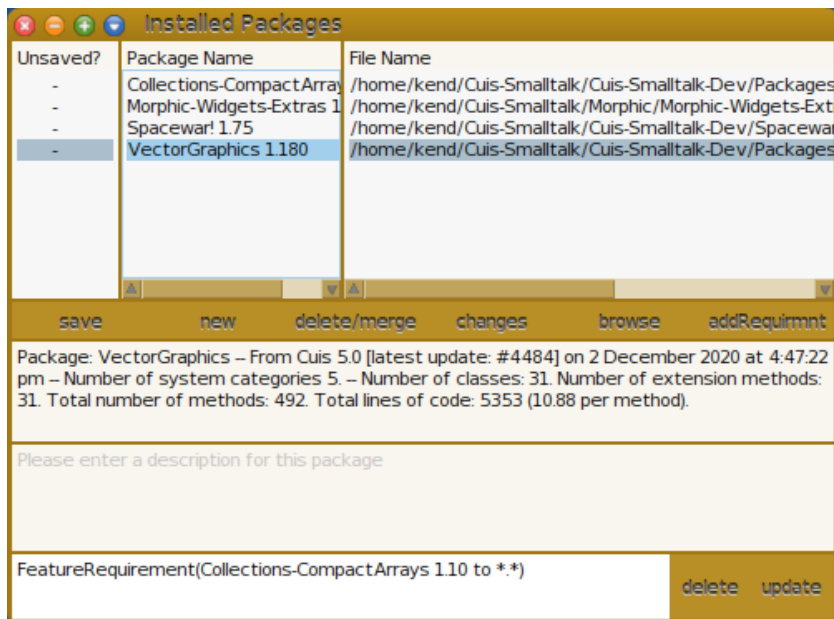 Installed Packages
Unsaved? Package Name File Name
- Collections-CompactArray /home/kend/Cuis-Smalltalk/Cuis-Smalltalk-Dev/Packages
- Morphic-Widgets-Extras 1 /home/kend/Cuis-Smalltalk/Morphic/Morphic-Widgets-Ext
- Spacewar! 1.75 /home/kend/Cuis-Smalltalk/Cuis-Smalltalk-Dev/Spacewar
- VectorGraphics 1.180 /home/kend/Cuis-Smalltalk/Cuis-Smalltalk-Dev/Packages
save new delete/merge changes browse addRequirmnt
Package: VectorGraphics -- From Cuis 5.0 [latest update: #4484] on 2 December 2020 at 4:47:22
pm -- Number of system categories 5. -- Number of classes: 31. Number of extension methods:
31. Total number of methods: 492. Total lines of code: 5353 (10.88 per method).
Please enter a description for this package
FeatureRequirement(Collections-CompactArrays 1.10 to *.*)
delete update